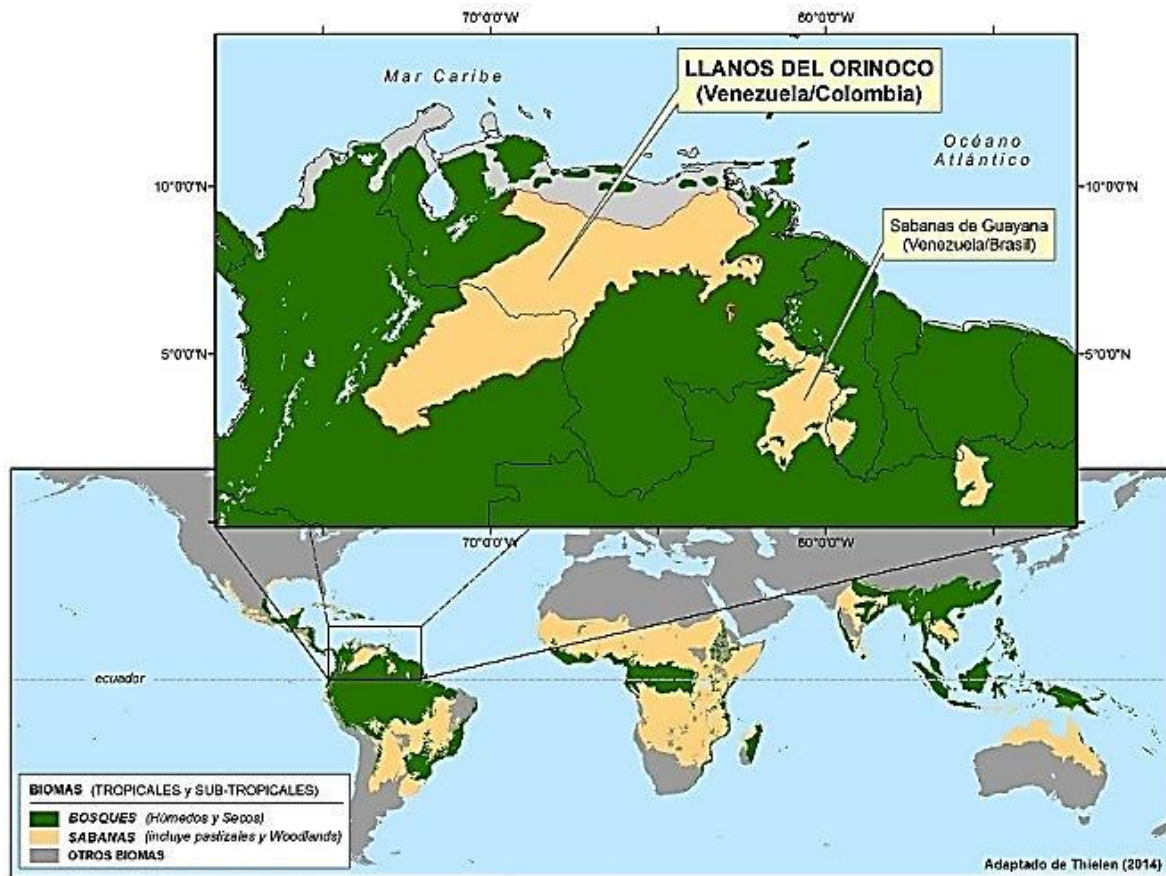 70°0'0"W
60°0'0"W
Mar Caribe
LLANOS DEL ORINOCO
(Venezuela/Colombia)
Océano
Atlántico
10°0'0"N
10°0'0"N
Sabanas de Guayana
(Venezuela/Brasil)
5°0'0"N
5°0'0"N
70°0'0"W
60°0'0"W
ecuador
BIOMAS (TROPICALES y SUB-TROPICALES)
BOSQUES (Húmedos y Secos)
SABANAS (incluye pastizales y Woodlands)
OTROS BIOMAS
Adaptado de Thielen (2014)